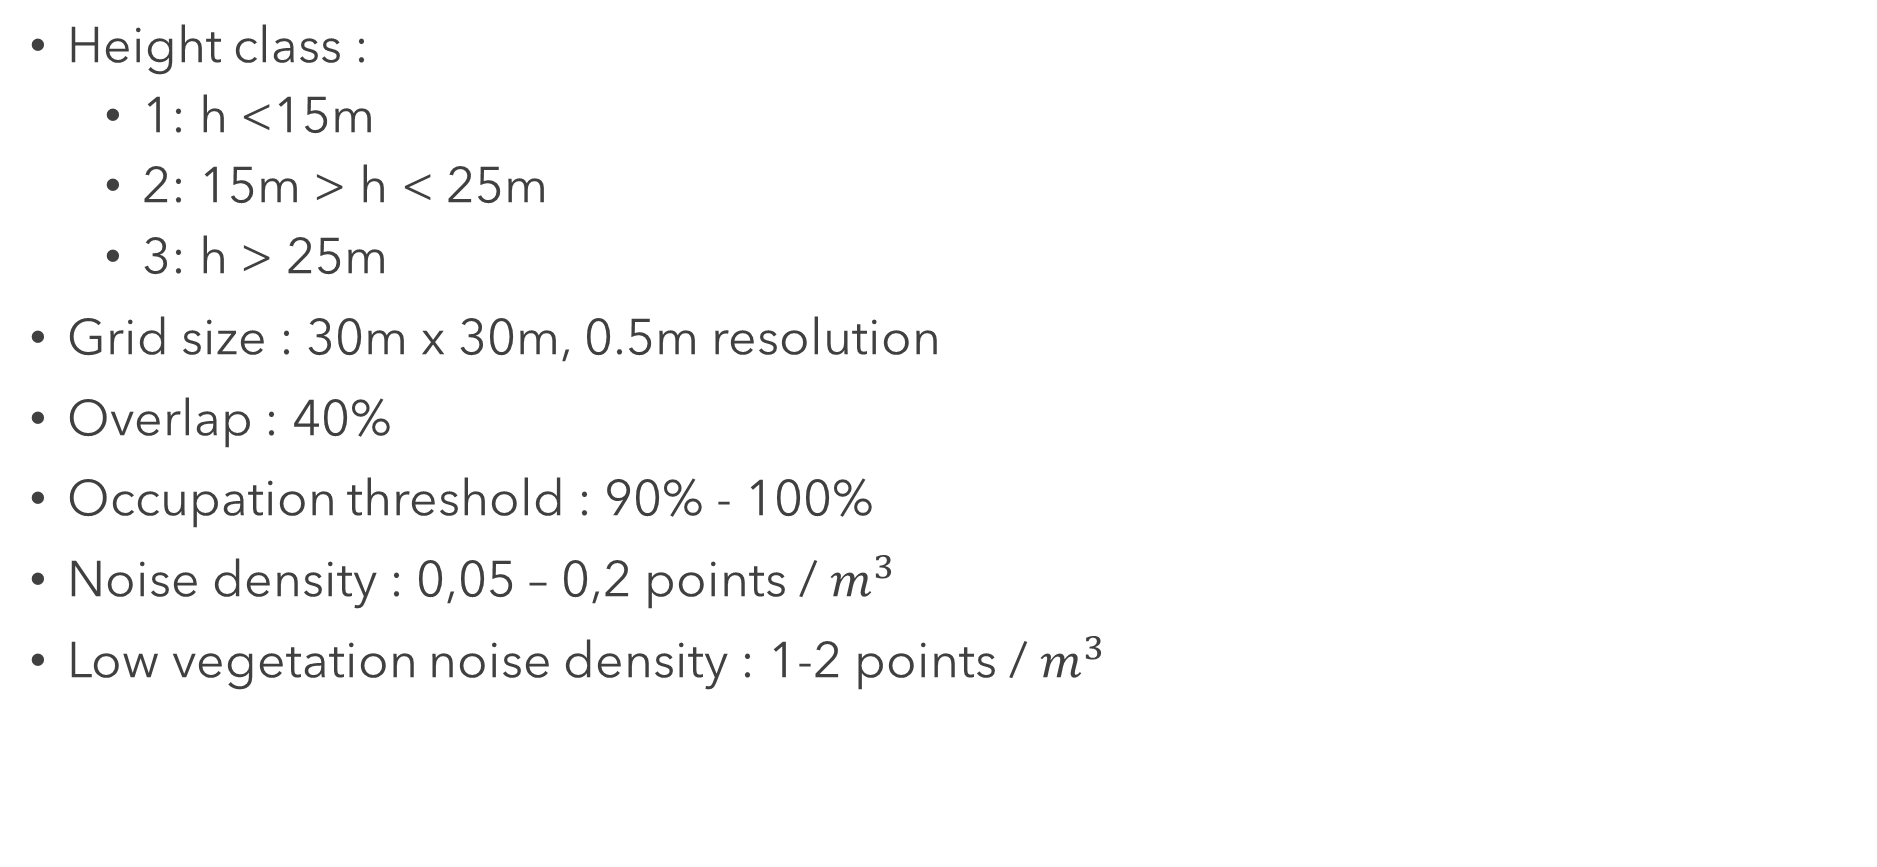 • Height class :
• 1: h <15m
• 2: 15m > h < 25m
• 3: h > 25m
• Grid size : 30m x 30m, 0.5m resolution
• Overlap : 40%
• Occupation threshold : 90% - 100%
• Noise density : 0,05 – 0,2 points / m³
• Low vegetation noise density : 1-2 points / m³